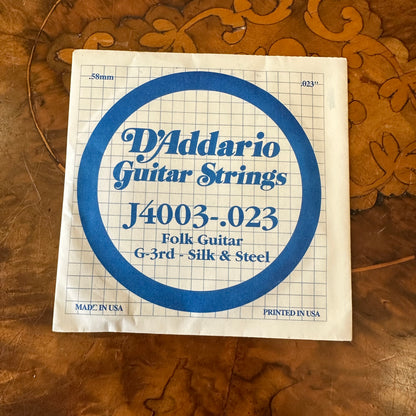 .58mm .023"
D'Addario
Guitar Strings
J4003-.023
Folk Guitar
G-3rd - Silk & Steel
MADE IN USA PRINTED IN USA